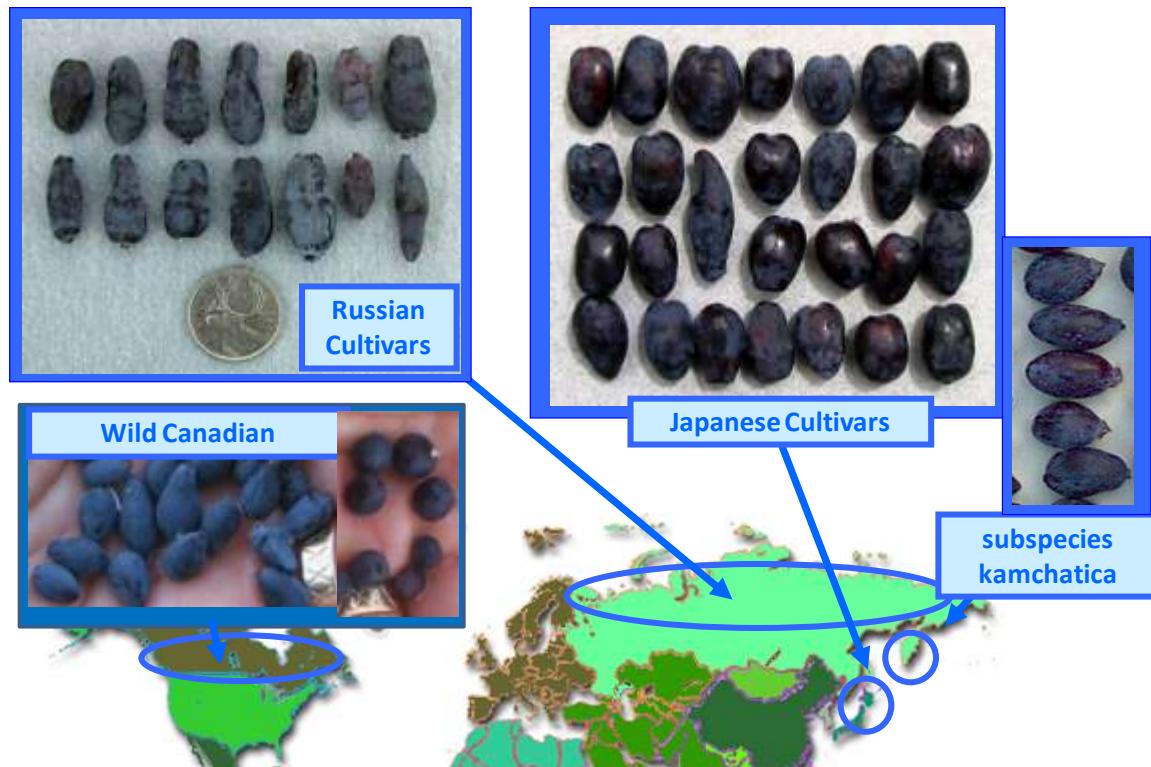 Russian
Cultivars
Japanese Cultivars
Wild Canadian
subspecies
kamchatica